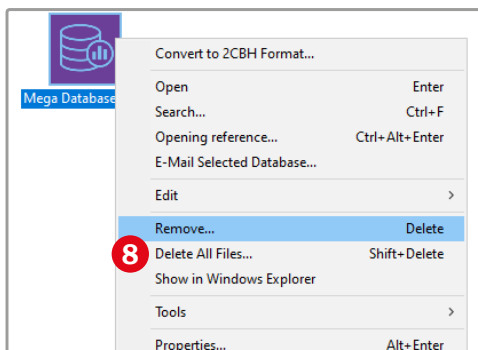 Mega Database
Convert to 2CBH Format...
Open Enter
Search... Ctrl+F
Opening reference... Ctrl+Alt+Enter
E-Mail Selected Database...
Edit >
Remove... Delete
8
Delete All Files... Shift+Delete
Show in Windows Explorer
Tools >
Properties... Alt+Enter